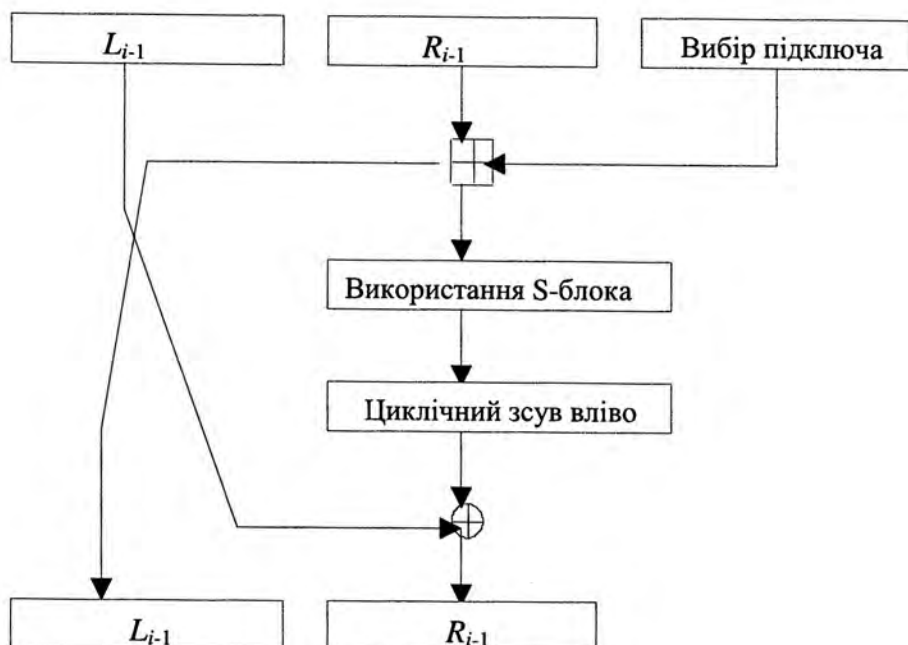 L_{i-1}
R_{i-1}
Вибір підключа
Використання S-блока
Циклічний зсув вліво
L_{i-1}
R_{i-1}